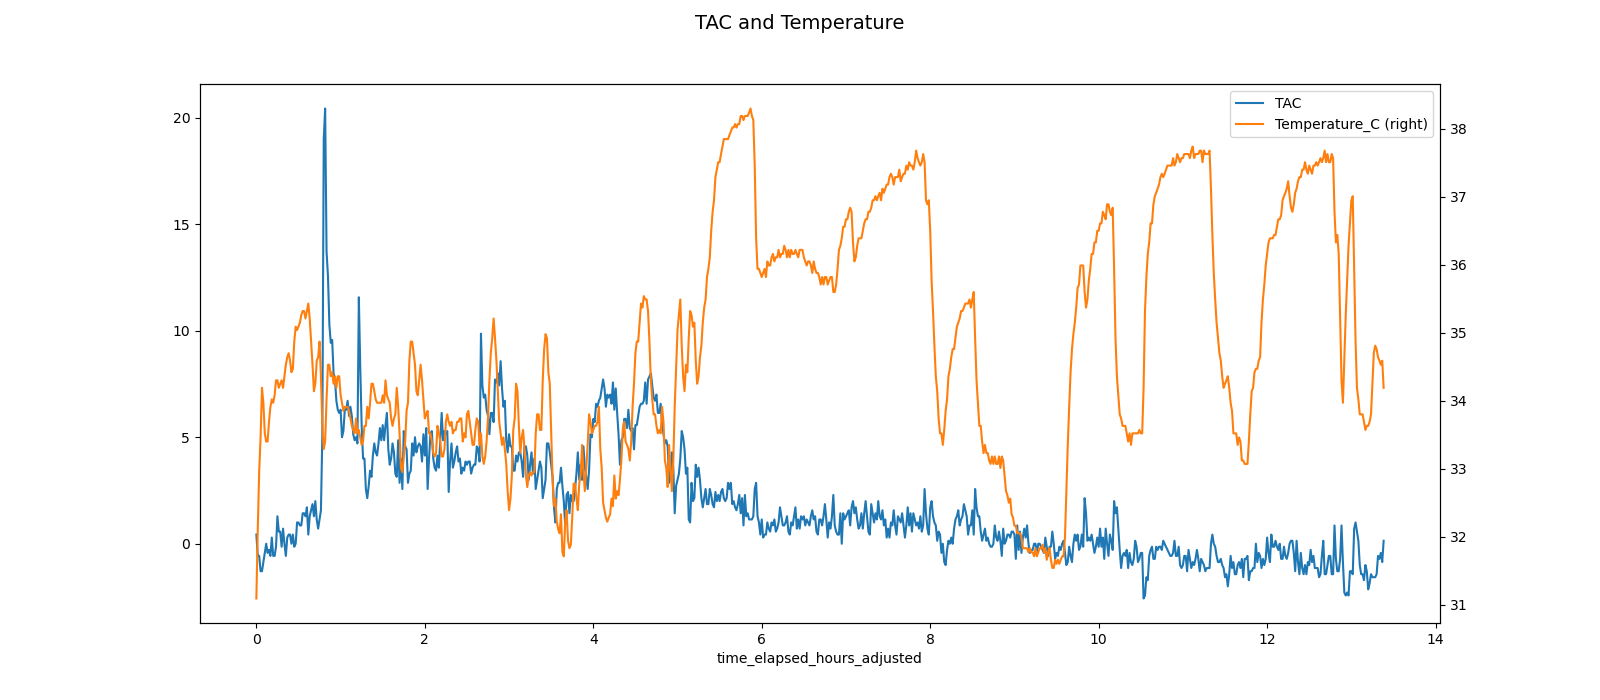 TAC and Temperature
TAC
Temperature_C (right)
20
15
10
5
0
38
37
36
35
34
33
32
31
0 2 4 6 8 10 12 14
time_elapsed_hours_adjusted